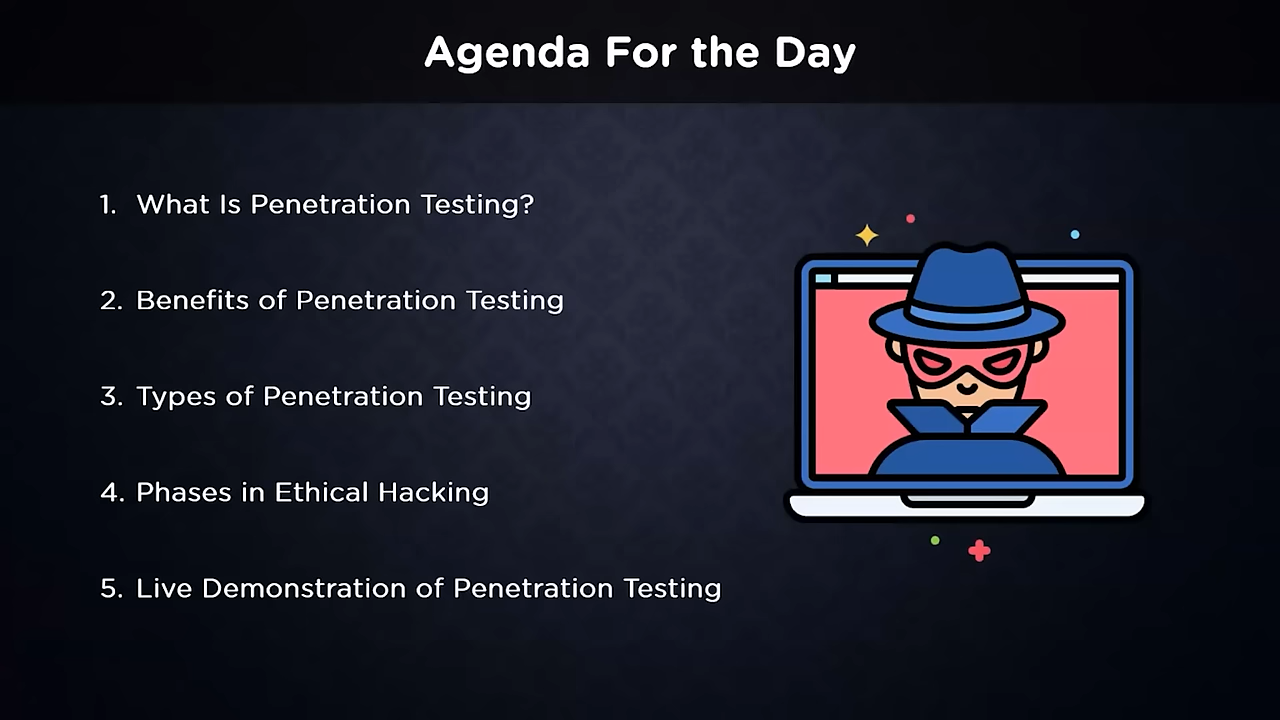 Agenda For the Day
1. What Is Penetration Testing?
2. Benefits of Penetration Testing
3. Types of Penetration Testing
4. Phases in Ethical Hacking
5. Live Demonstration of Penetration Testing